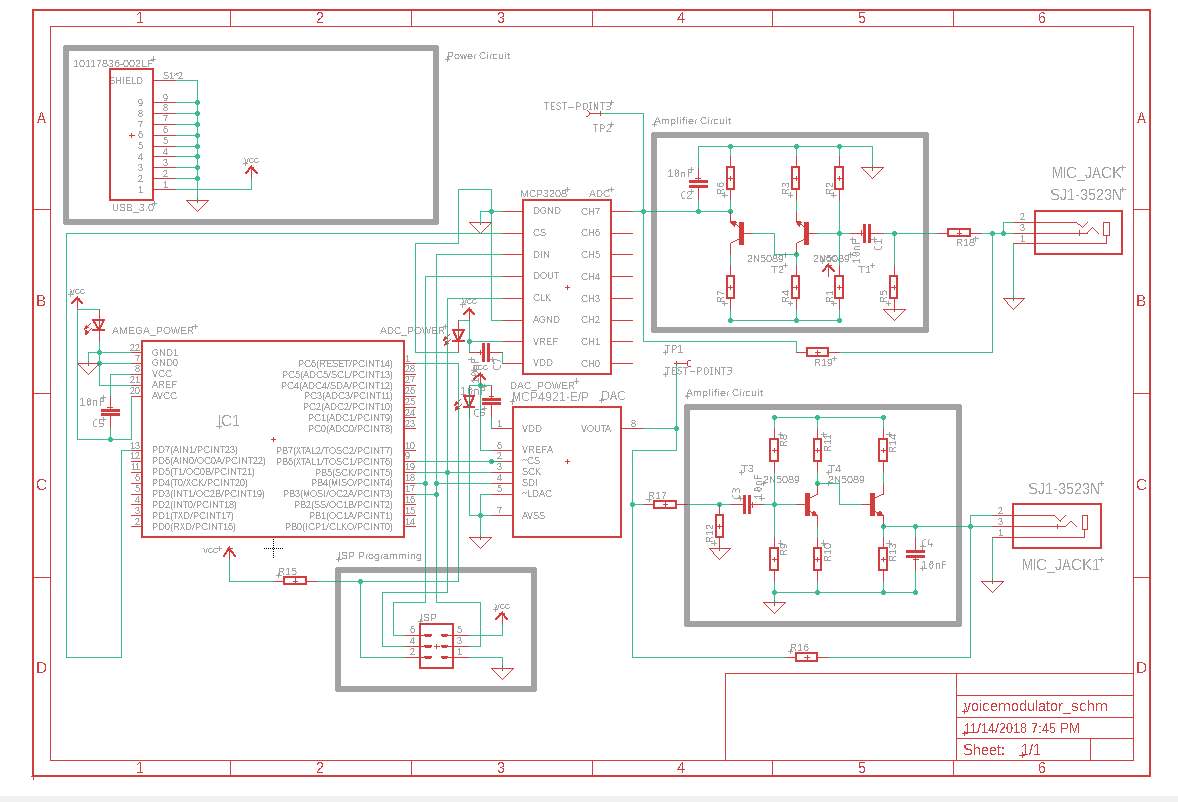 1 2 3 4 5 6
A
B
C
D
Power Circuit
10117836-002LF
SHIELD
S1*2
9
8
7
6
5
4
3
2
1
USB_3.0
VCC
TEST-POINT3
TP2
Amplifier Circuit
10nF
C2
R6
R3
R2
2N5089
T2
2N5089
T1
10nF
C1
R7
R4
R1
R5
R18
R19
MIC_JACK
SJ1-3523N
2
3
1
MCP3208
ADC
DGND
CS
DIN
DOUT
CLK
AGND
VREF
VDD
CH7
CH6
CH5
CH4
CH3
CH2
CH1
CH0
VCC
AMEGA_POWER
ADC_POWER
VCC
22 GND1
7 GND0
8 VCC
21 AREF
20 AVCC
10nF
C5
IC1
13 PD7(AIN1/PCINT23)
12 PD6(AIN0/OC0A/PCINT22)
11 PD5(T1/OC0B/PCINT21)
6 PD4(T0/XCK/PCINT20)
5 PD3(INT1/OC2B/PCINT19)
4 PD2(INT0/PCINT18)
3 PD1(TXD/PCINT17)
2 PD0(RXD/PCINT16)
PC6(RESET/PCINT14) 1
PC5(ADC5/SCL/PCINT13) 28
PC4(ADC4/SDA/PCINT12) 27
PC3(ADC3/PCINT11) 26
PC2(ADC2/PCINT10) 25
PC1(ADC1/PCINT9) 24
PC0(ADC0/PCINT8) 23
PB7(XTAL2/TOSC2/PCINT7) 10
PB6(XTAL1/TOSC1/PCINT6) 9
PB5(SCK/PCINT5) 19
PB4(MISO/PCINT4) 18
PB3(MOSI/OC2A/PCINT3) 17
PB2(SS/OC1B/PCINT2) 16
PB1(OC1A/PCINT1) 15
PB0(ICP1/CLKO/PCINT0) 14
DAC_POWER
MCP4921-E/P
DAC
1 VDD
6 VREFA
2 ~CS
3 SCK
4 SDI
5 ~LDAC
7 AVSS
VOUTA 8
TP1
TEST-POINT3
Amplifier Circuit
R8
R11
R14
T3
2N5089
T4
2N5089
C3
10nF
R17
R12
R9
R10
R13
C4
10nF
SJ1-3523N
2
3
1
MIC_JACK1
VCC
R15
ISP Programming
ISP
6
4
2
5
3
1
VCC
R16
voicemodulator_schm
11/14/2018 7:45 PM
Sheet: 1/1
A
B
C
D
1 2 3 4 5 6